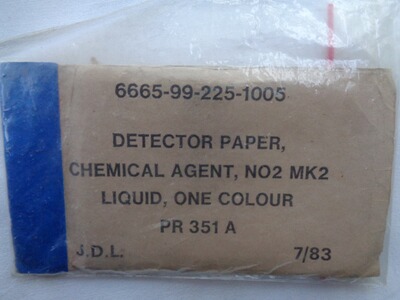 6665-99-225-1005
DETECTOR PAPER,
CHEMICAL AGENT, NO2 MK2
LIQUID, ONE COLOUR
PR 351 A
J.D.L. 7/83